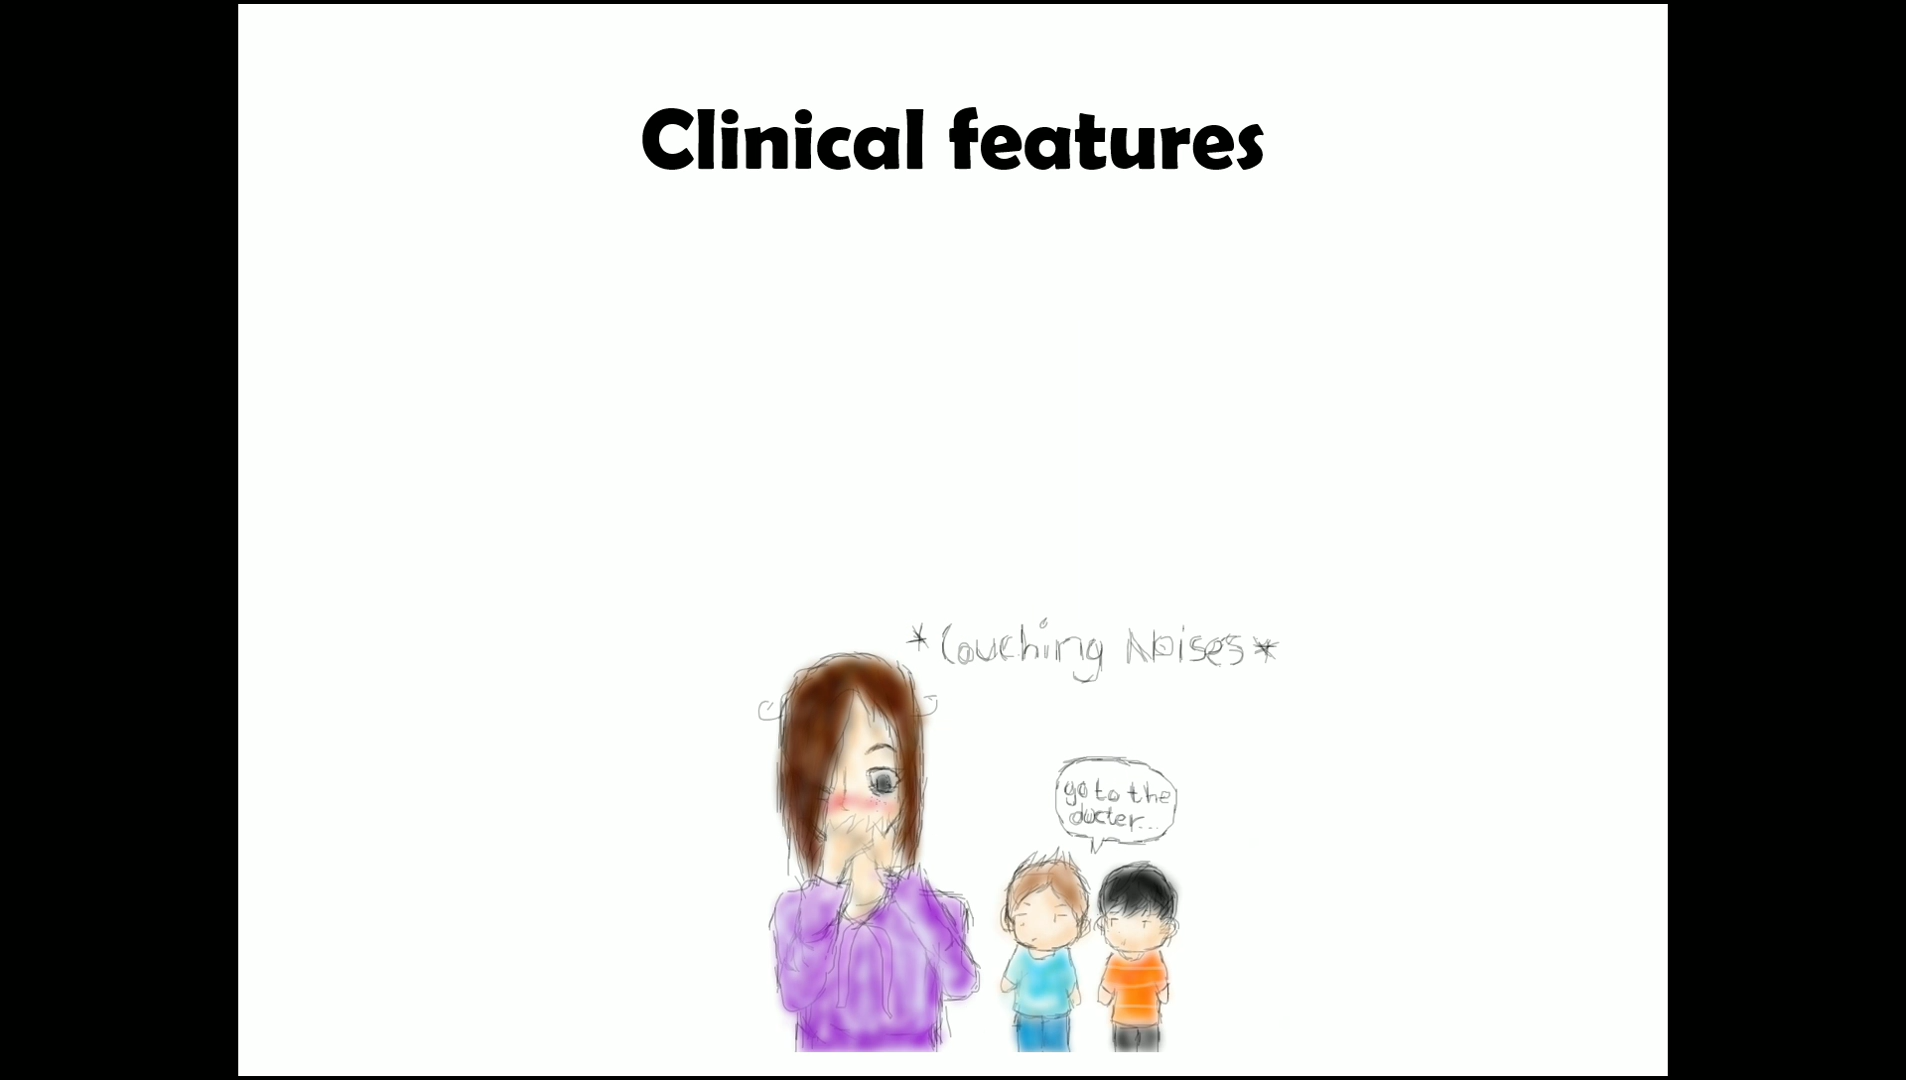 Clinical features
*Couching Noises*
go to the
docter...